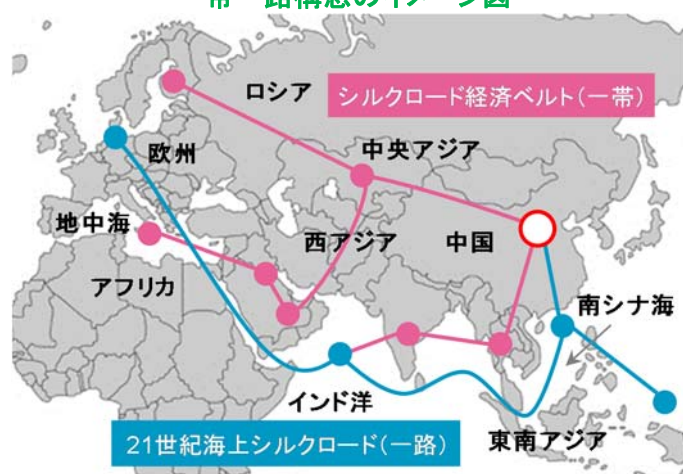 ロシア
シルクロード経済ベルト(一帯)
欧州
中央アジア
地中海
西アジア
中国
アフリカ
南シナ海
インド洋
東南アジア
21世紀海上シルクロード(一路)